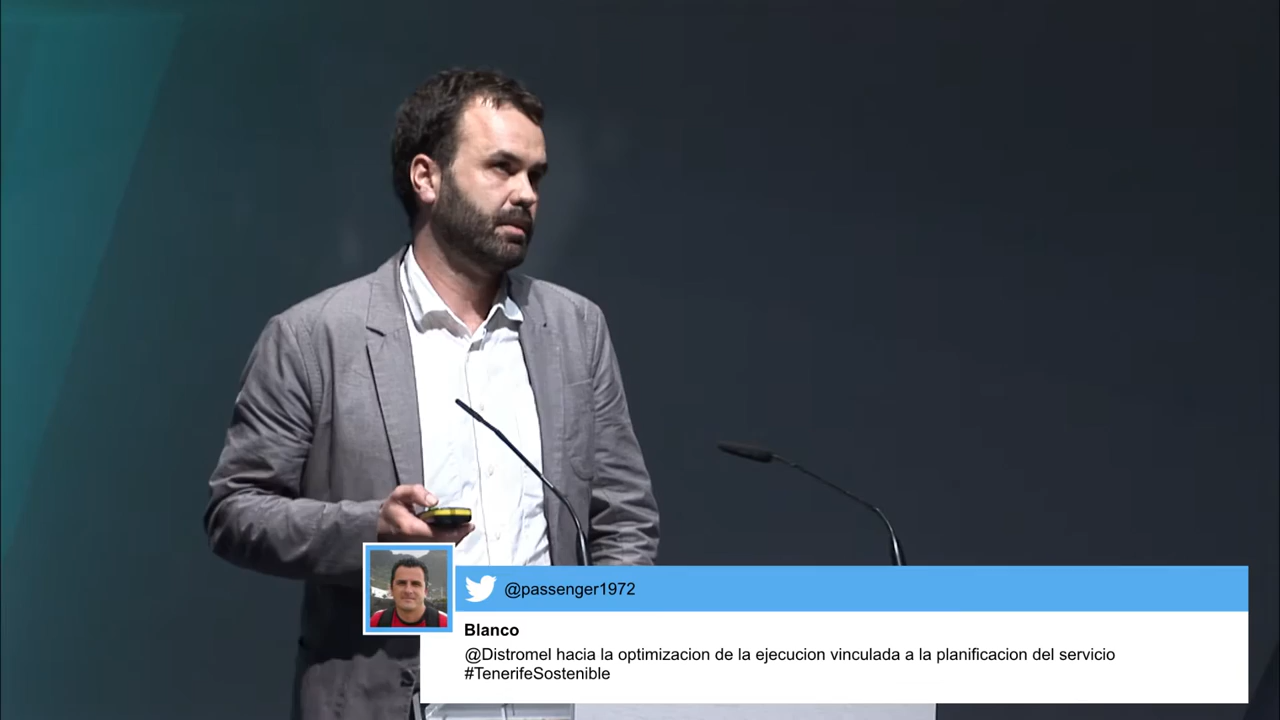 @passenger1972
Blanco
@Distromel hacia la optimizacion de la ejecucion vinculada a la planificacion del servicio
#TenerifeSostenible